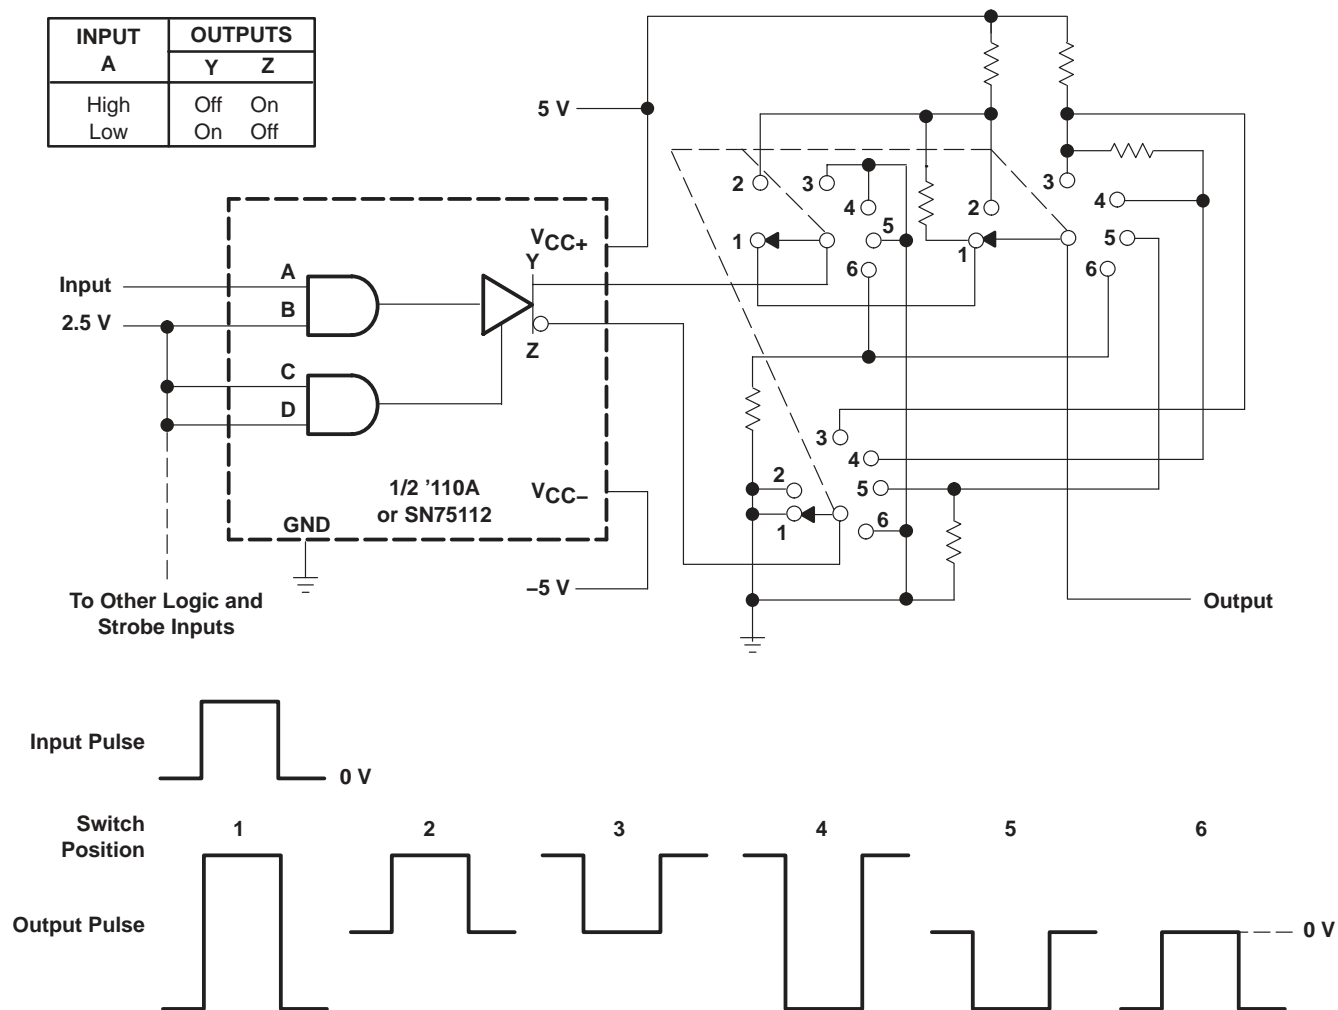 INPUT OUTPUTS
A Y Z
High Off On
Low On Off
5 V
2 3
4
2
3
4
1
5
1
5
6
6
VCC+
Y
A
Input
B
2.5 V
Z
C
D
3
4
2
5
1/2 '110A
or SN75112
VCC–
1
6
GND
–5 V
To Other Logic and
Strobe Inputs
Output
Input Pulse
0 V
Switch
Position
1 2 3 4 5 6
Output Pulse
0 V